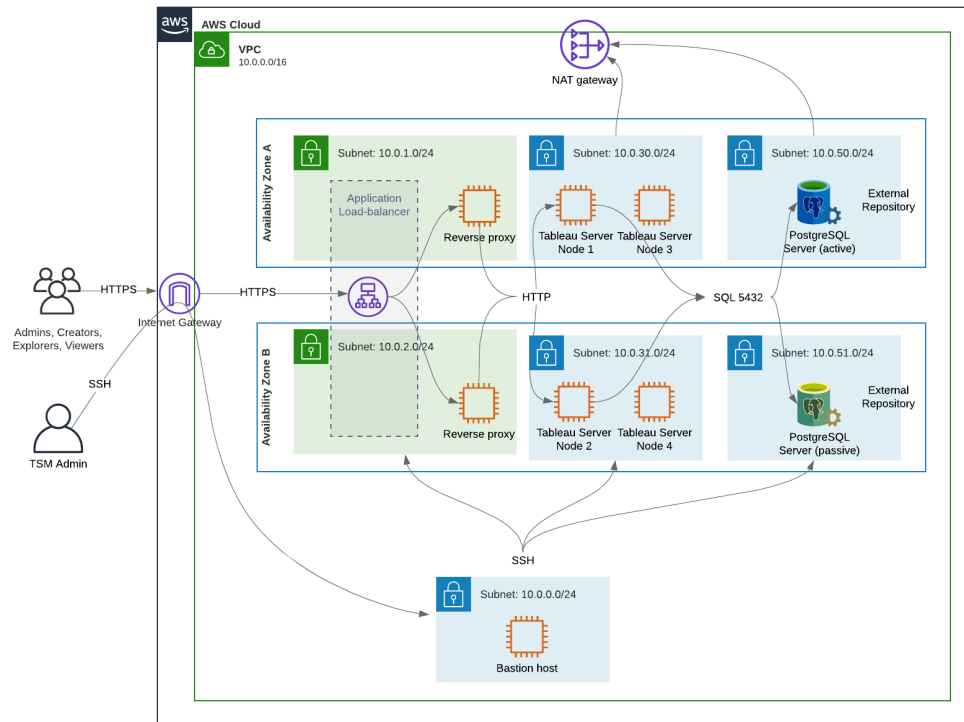 aws
AWS Cloud
VPC
10.0.0.0/16
NAT gateway
Availability Zone A
Subnet: 10.0.1.0/24
Subnet: 10.0.30.0/24
Subnet: 10.0.50.0/24
Application
Load-balancer
Reverse proxy
Tableau Server
Node 1
Tableau Server
Node 3
PostgreSQL
Server (active)
External
Repository
HTTPS
HTTPS
HTTP
SQL 5432
Internet Gateway
Admins, Creators,
Explorers, Viewers
SSH
TSM Admin
Availability Zone B
Subnet: 10.0.2.0/24
Subnet: 10.0.31.0/24
Subnet: 10.0.51.0/24
Reverse proxy
Tableau Server
Node 2
Tableau Server
Node 4
PostgreSQL
Server (passive)
External
Repository
SSH
Subnet: 10.0.0.0/24
Bastion host